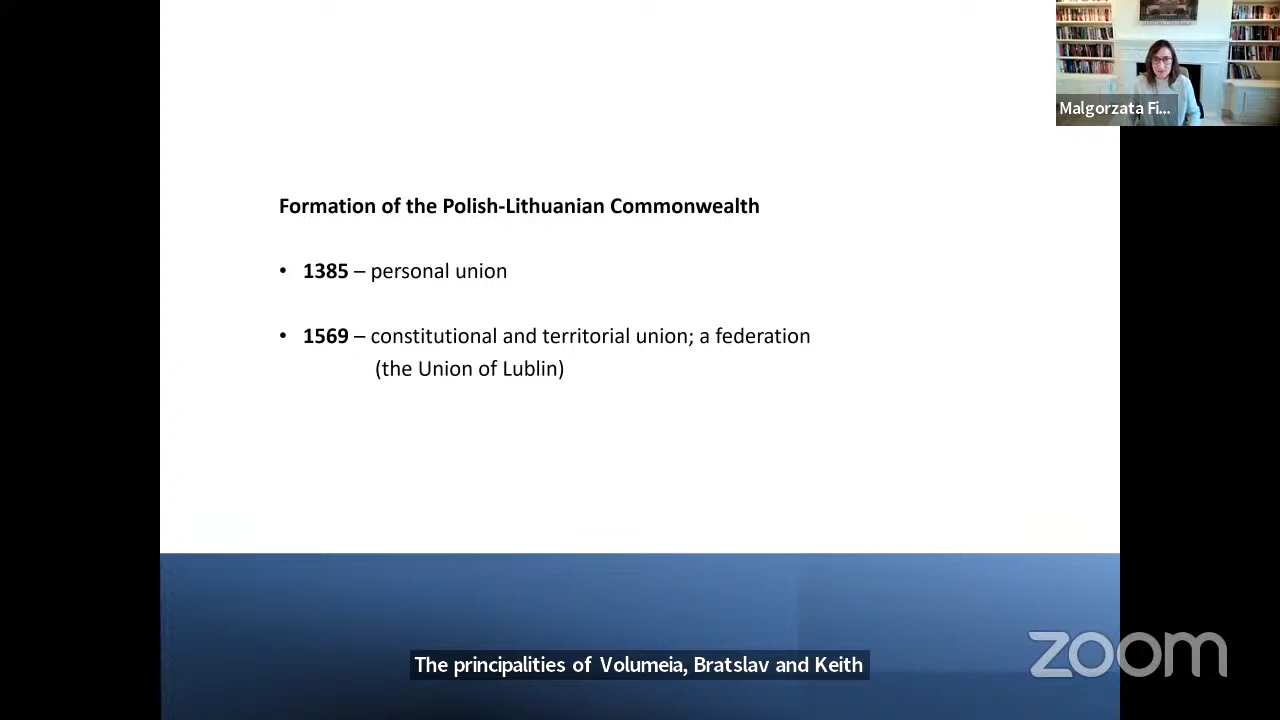 Malgorzata Fi...
Formation of the Polish-Lithuanian Commonwealth
• 1385 – personal union
• 1569 – constitutional and territorial union; a federation
(the Union of Lublin)
The principalities of Volumeia, Bratslav and Keith
zoom